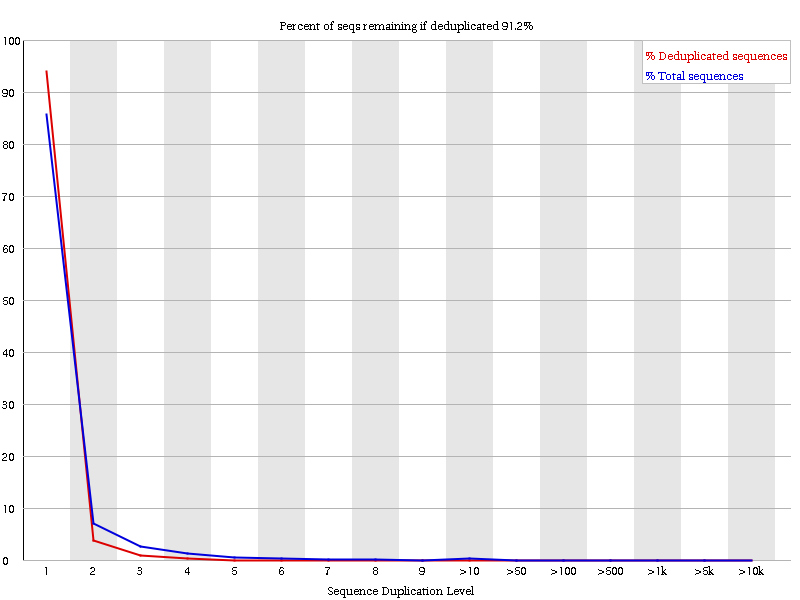 Percent of seqs remaining if deduplicated 91.2%
% Deduplicated sequences
% Total sequences
100
90
80
70
60
50
40
30
20
10
0
1 2 3 4 5 6 7 8 9 >10 >50 >100 >500 >1k >5k >10k
Sequence Duplication Level